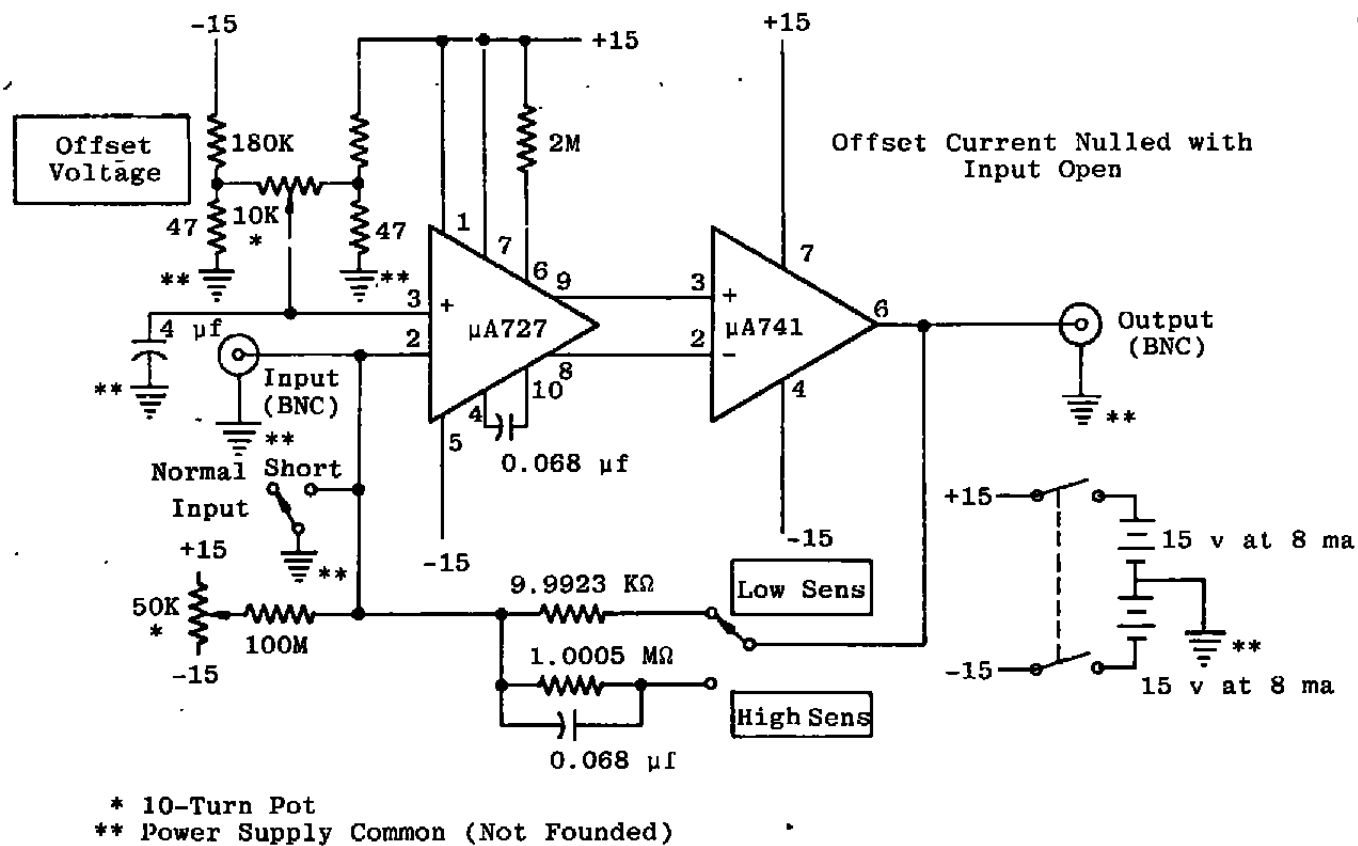 -15
+15
+15
180K
2M
Offset
Voltage
Offset Current Nulled with
Input Open
47
10K
*
47
**
**
1
7
6
9
3
+
μA727
2
8
10
4
5
7
3
+
μA741
2
-
6
4
4 μf
**
Input
(BNC)
**
Output
(BNC)
**
0.068 μf
Normal
Short
Input
**
+15
50K
*
-15
100M
-15
-15
9.9923 KΩ
Low Sens
1.0005 MΩ
High Sens
0.068 μf
+15
15 v at 8 ma
**
-15
15 v at 8 ma
* 10-Turn Pot
** Power Supply Common (Not Founded)